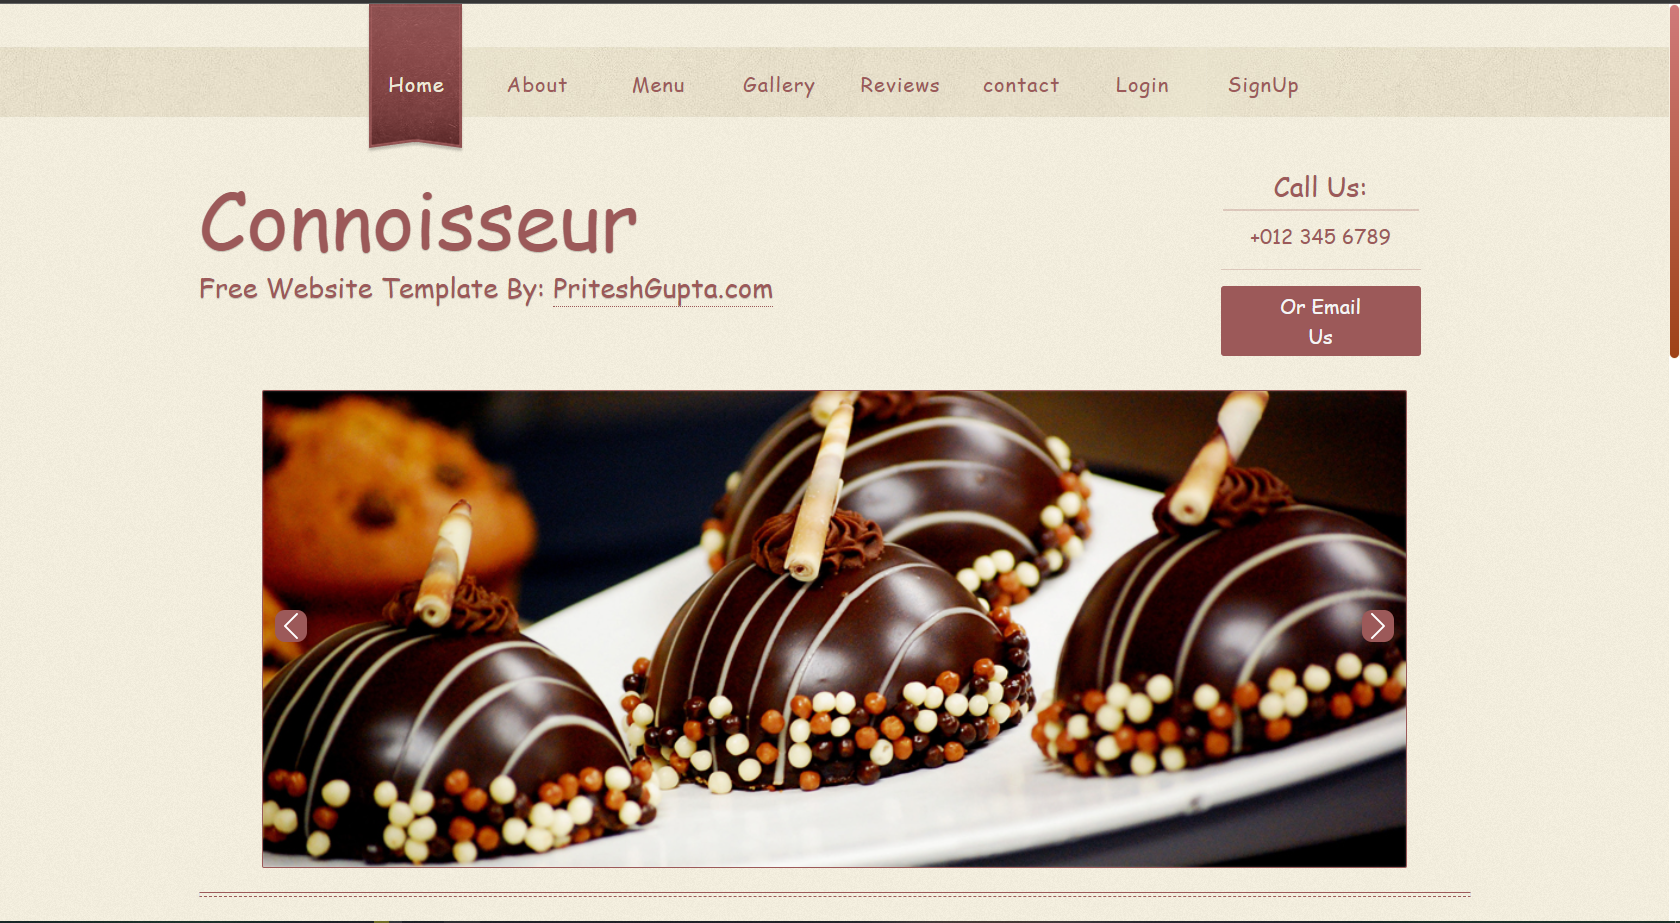 Home About Menu Gallery Reviews contact Login SignUp
Connoisseur
Free Website Template By: PriteshGupta.com
Call Us:
+012 345 6789
Or Email
Us